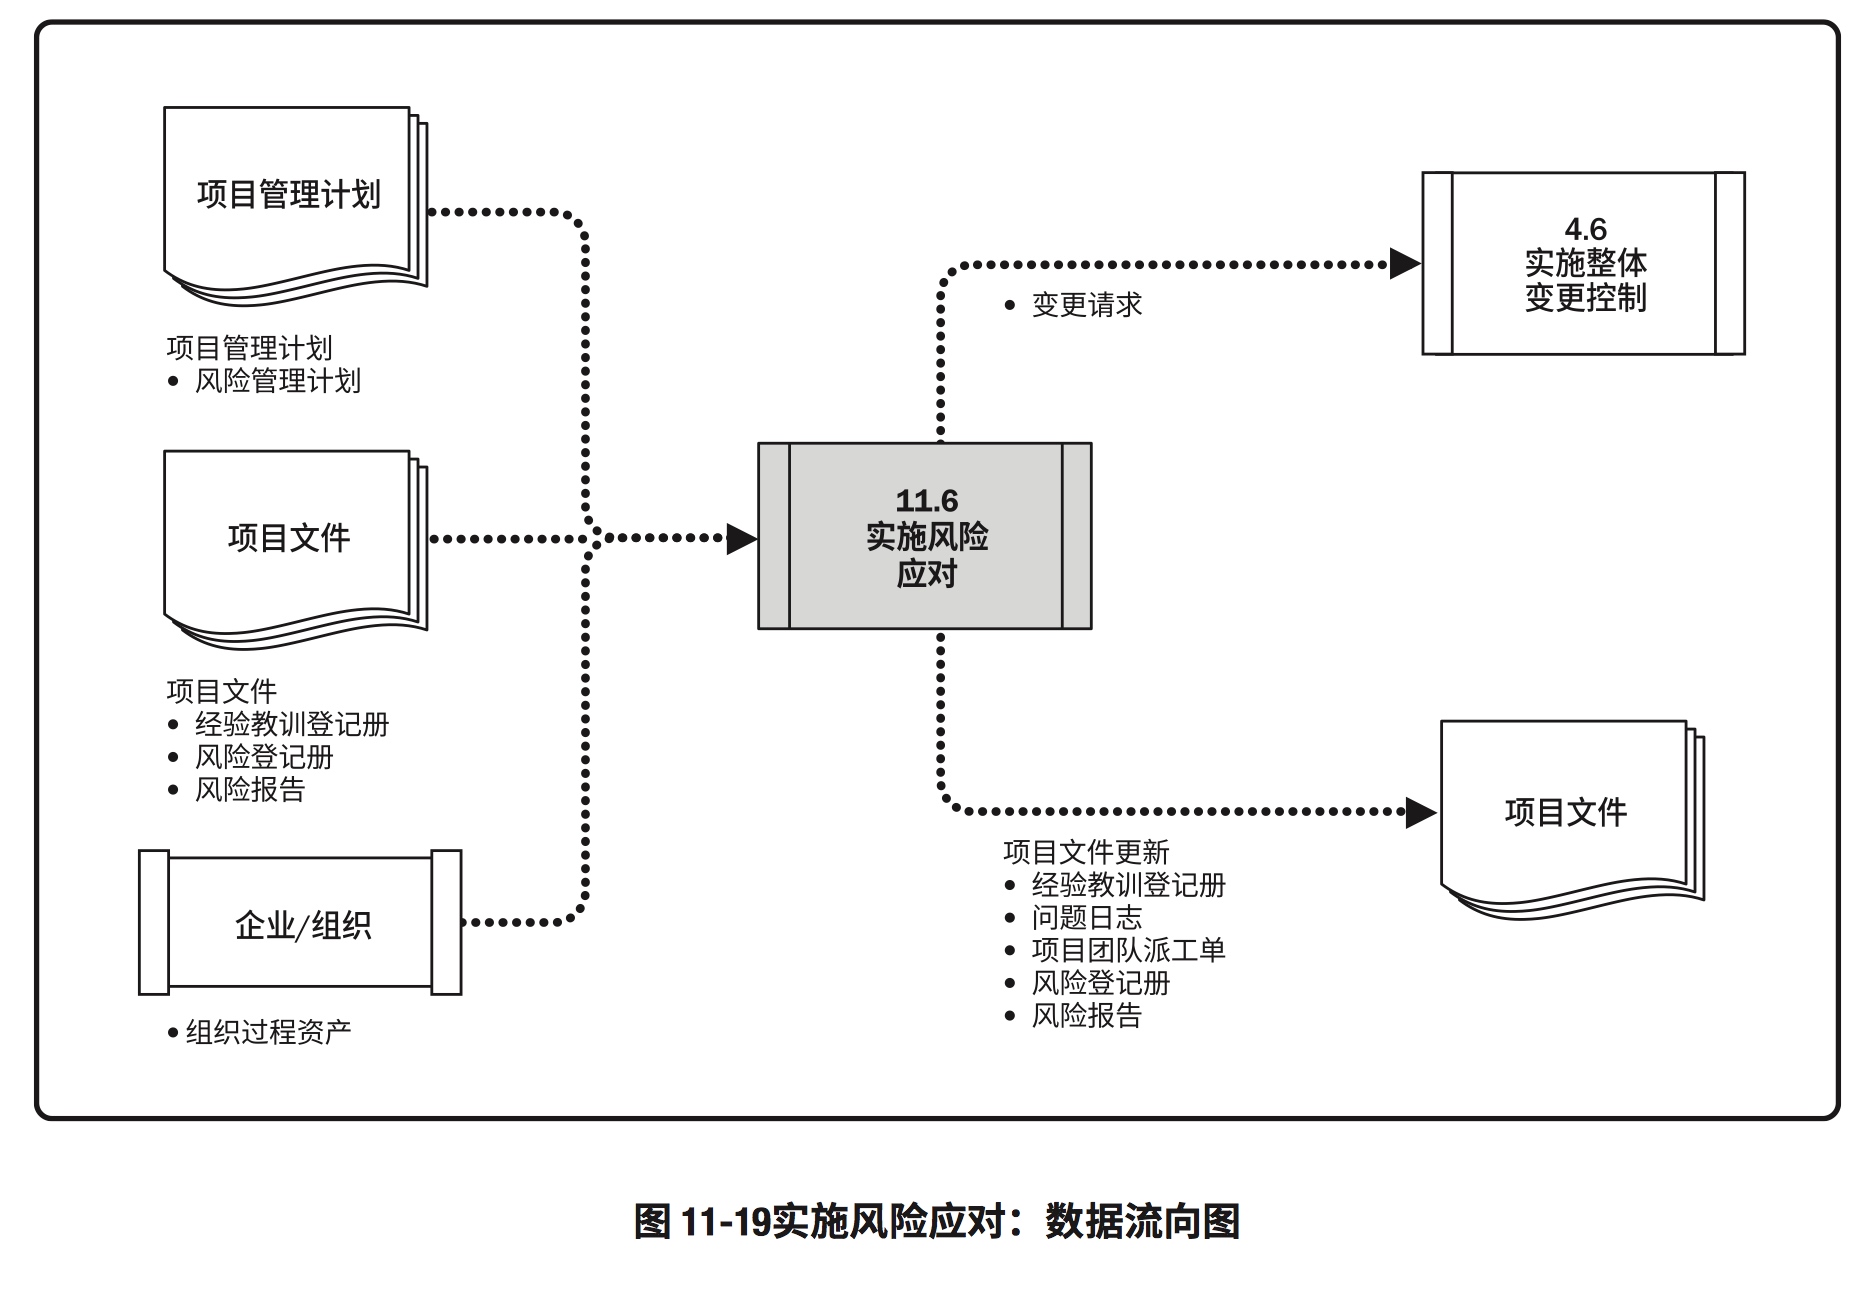 项目管理计划
项目管理计划
● 风险管理计划
项目文件
项目文件
● 经验教训登记册
● 风险登记册
● 风险报告
企业/组织
● 组织过程资产
11.6
实施风险
应对
● 变更请求
4.6
实施整体
变更控制
项目文件更新
● 经验教训登记册
● 问题日志
● 项目团队派工单
● 风险登记册
● 风险报告
项目文件
图 11-19实施风险应对：数据流向图